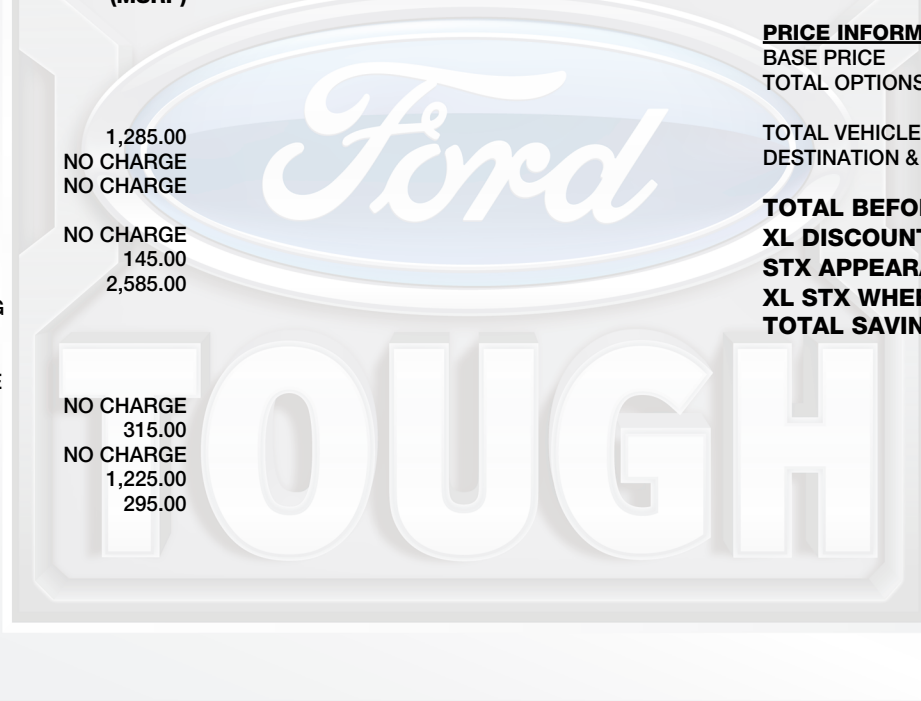 (MSRP)
1,285.00
NO CHARGE
NO CHARGE
NO CHARGE
145.00
2,585.00
NO CHARGE
315.00
NO CHARGE
1,225.00
295.00
PRICE INFORM
BASE PRICE
TOTAL OPTIONS
TOTAL VEHICLE
DESTINATION &
TOTAL BEFO
XL DISCOUNT
STX APPEAR
XL STX WHE
TOTAL SAVIN
Ford
TOUGH